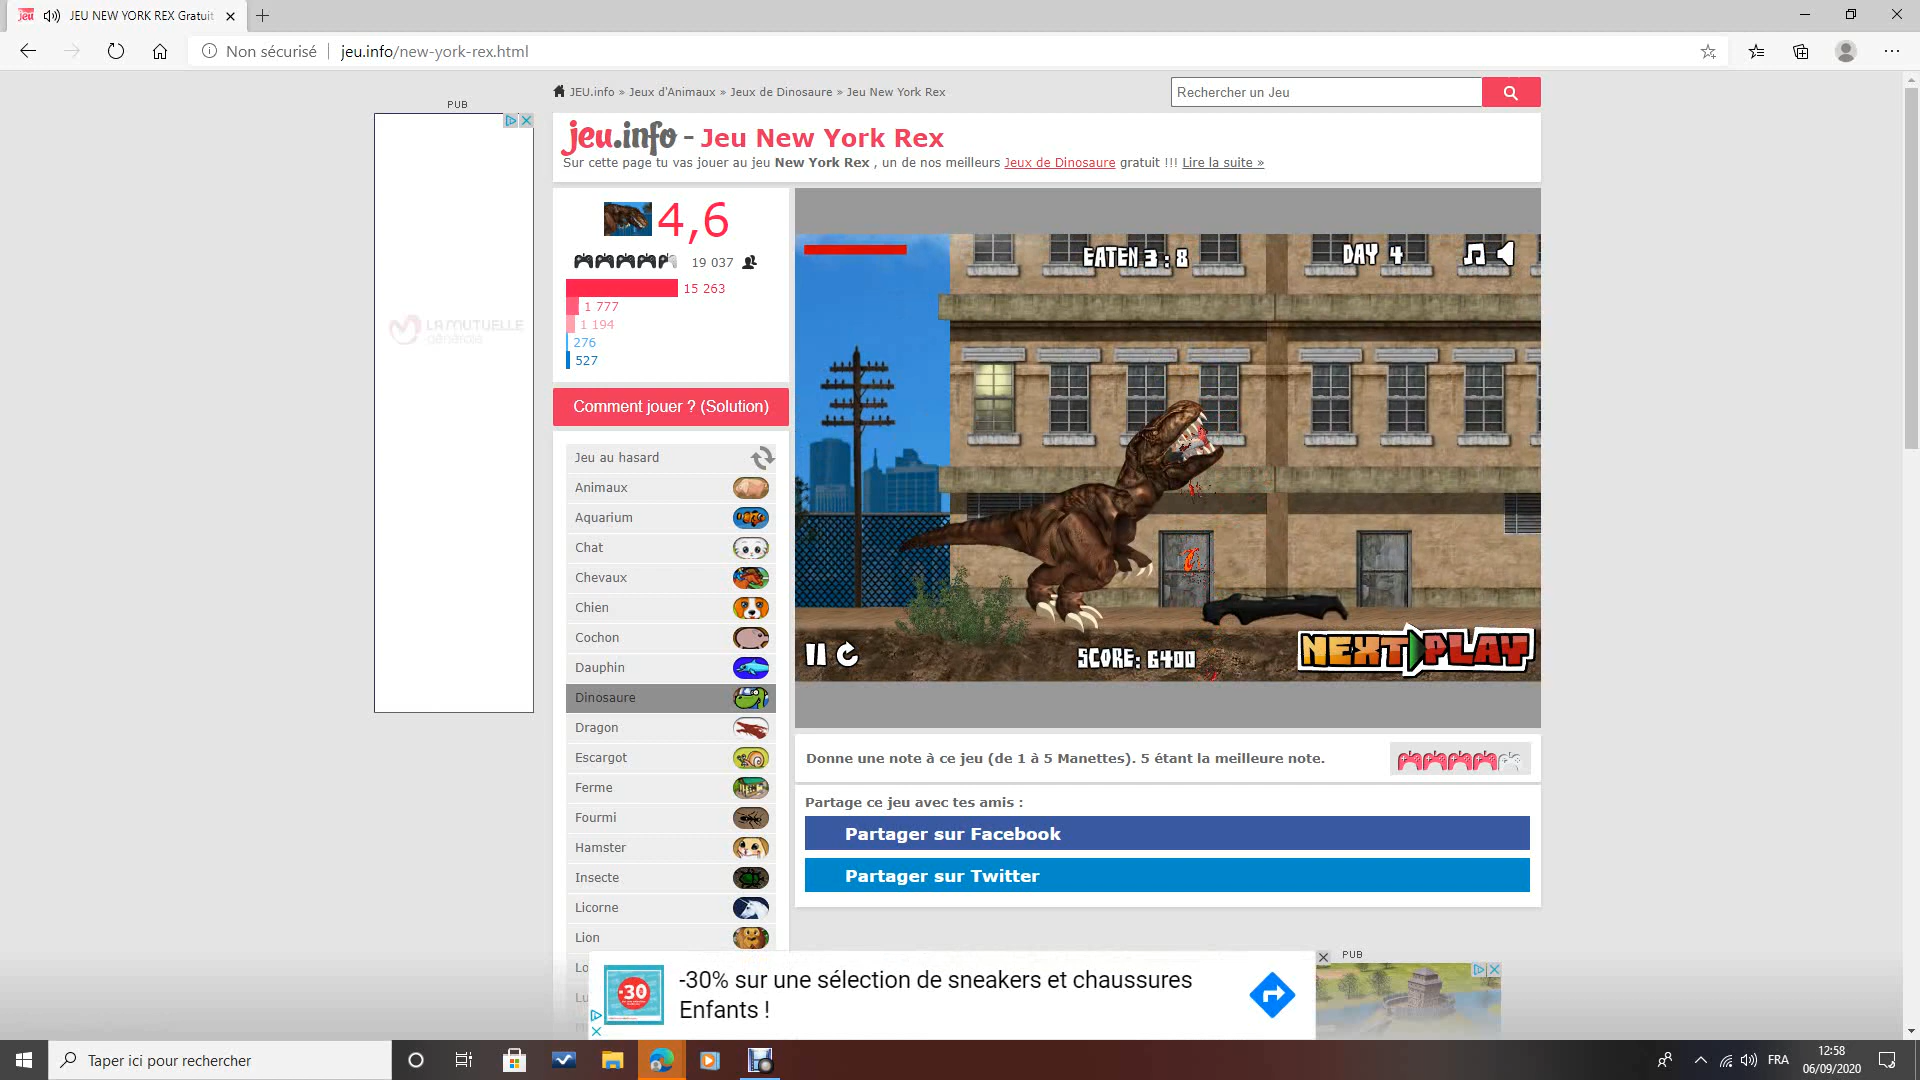 JEU NEW YORK REX Gratuit
Non sécurisé
jeu.info/new-york-rex.html
PUB
JEU.info » Jeux d'Animaux » Jeux de Dinosaure » Jeu New York Rex
Rechercher un Jeu
jeu.info - Jeu New York Rex
Sur cette page tu vas jouer au jeu New York Rex , un de nos meilleurs Jeux de Dinosaure gratuit !!! Lire la suite »
LA MUTUELLE
générale
4,6
19 037
15 263
1 777
1 194
276
527
Comment jouer ? (Solution)
Jeu au hasard
Animaux
Aquarium
Chat
Chevaux
Chien
Cochon
Dauphin
Dinosaure
Dragon
Escargot
Ferme
Fourmi
Hamster
Insecte
Licorne
Lion
Lo
Lu
EATEN 3 : 8
DAY 4
SCORE: 6400
NEXT PLAY
Donne une note à ce jeu (de 1 à 5 Manettes). 5 étant la meilleure note.
Partage ce jeu avec tes amis :
Partager sur Facebook
Partager sur Twitter
-30
-30% sur une sélection de sneakers et chaussures
Enfants !
PUB
Taper ici pour rechercher
FRA
12:58
06/09/2020